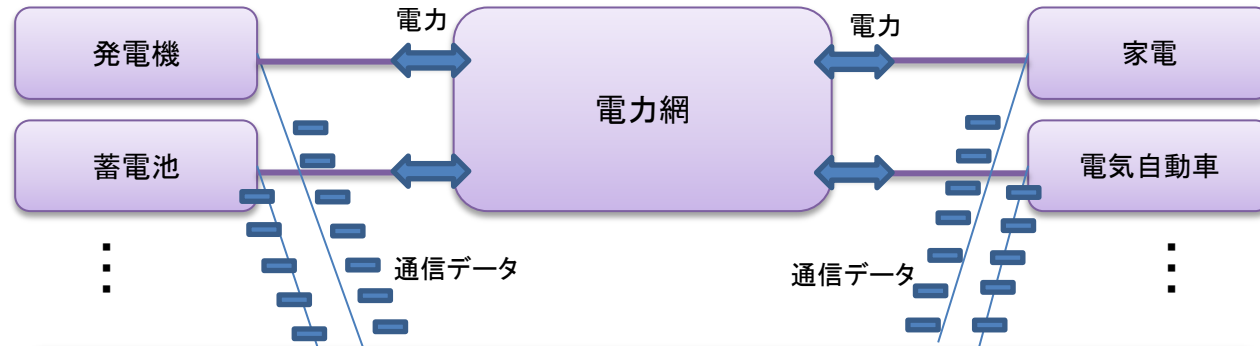 発電機
電力
電力網
電力
家電
蓄電池
電気自動車
通信データ
通信データ